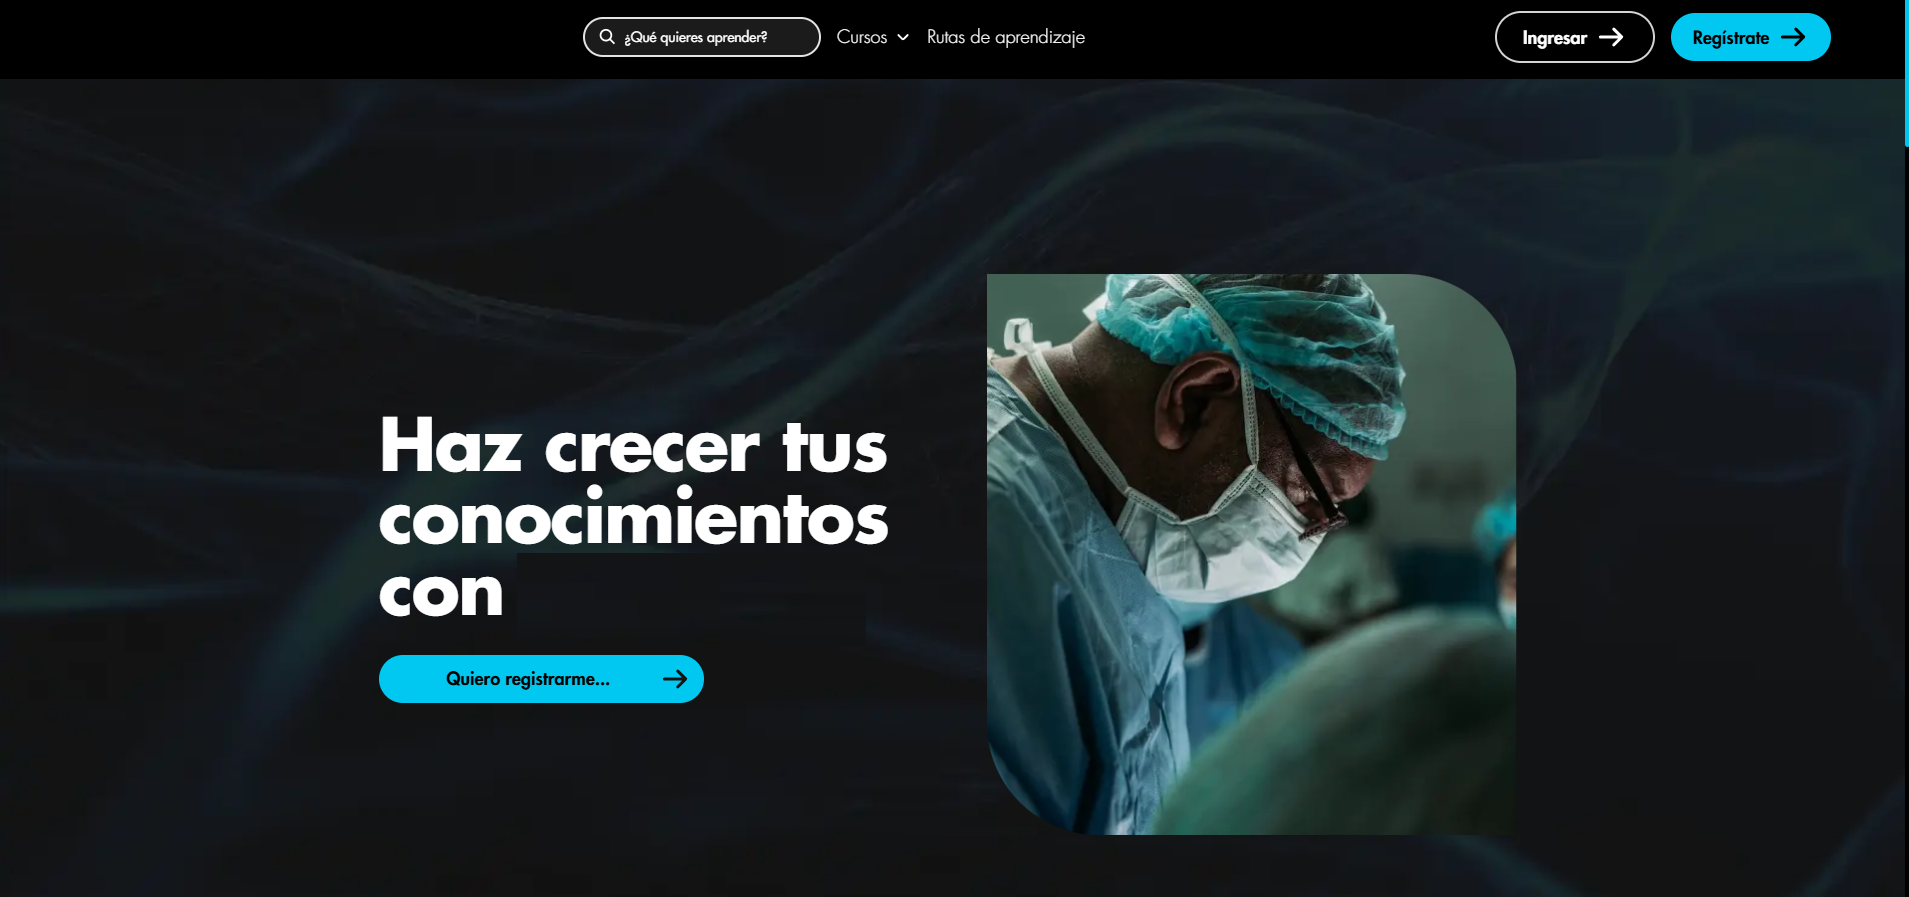 ¿Qué quieres aprender?
Cursos
Rutas de aprendizaje
Ingresar
Regístrate
Haz crecer tus
conocimientos
con
Quiero registrarme...